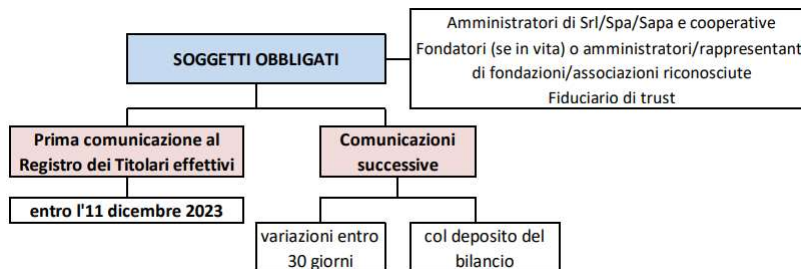 Amministratori di Srl/Spa/Sapa e cooperative
Fondatori (se in vita) o amministratori/rappresentant
di fondazioni/associazioni riconosciute
Fiduciario di trust
SOGGETTI OBBLIGATI
Prima comunicazione al
Registro dei Titolari effettivi
Comunicazioni
successive
entro l'11 dicembre 2023
variazioni entro
30 giorni
col deposito del
bilancio